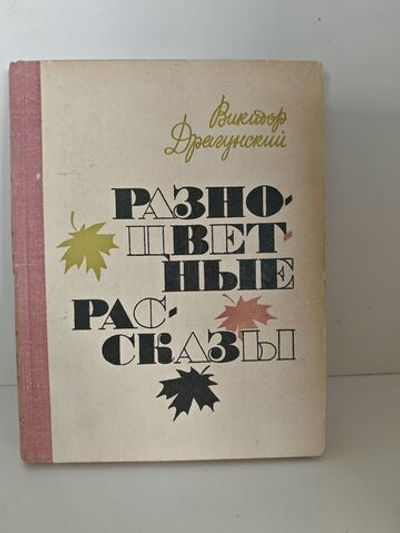 Виктор
Драгунский
РАЗНО-
ЦВЕТ-
НЫЕ
РАС-
СКАЗЫ